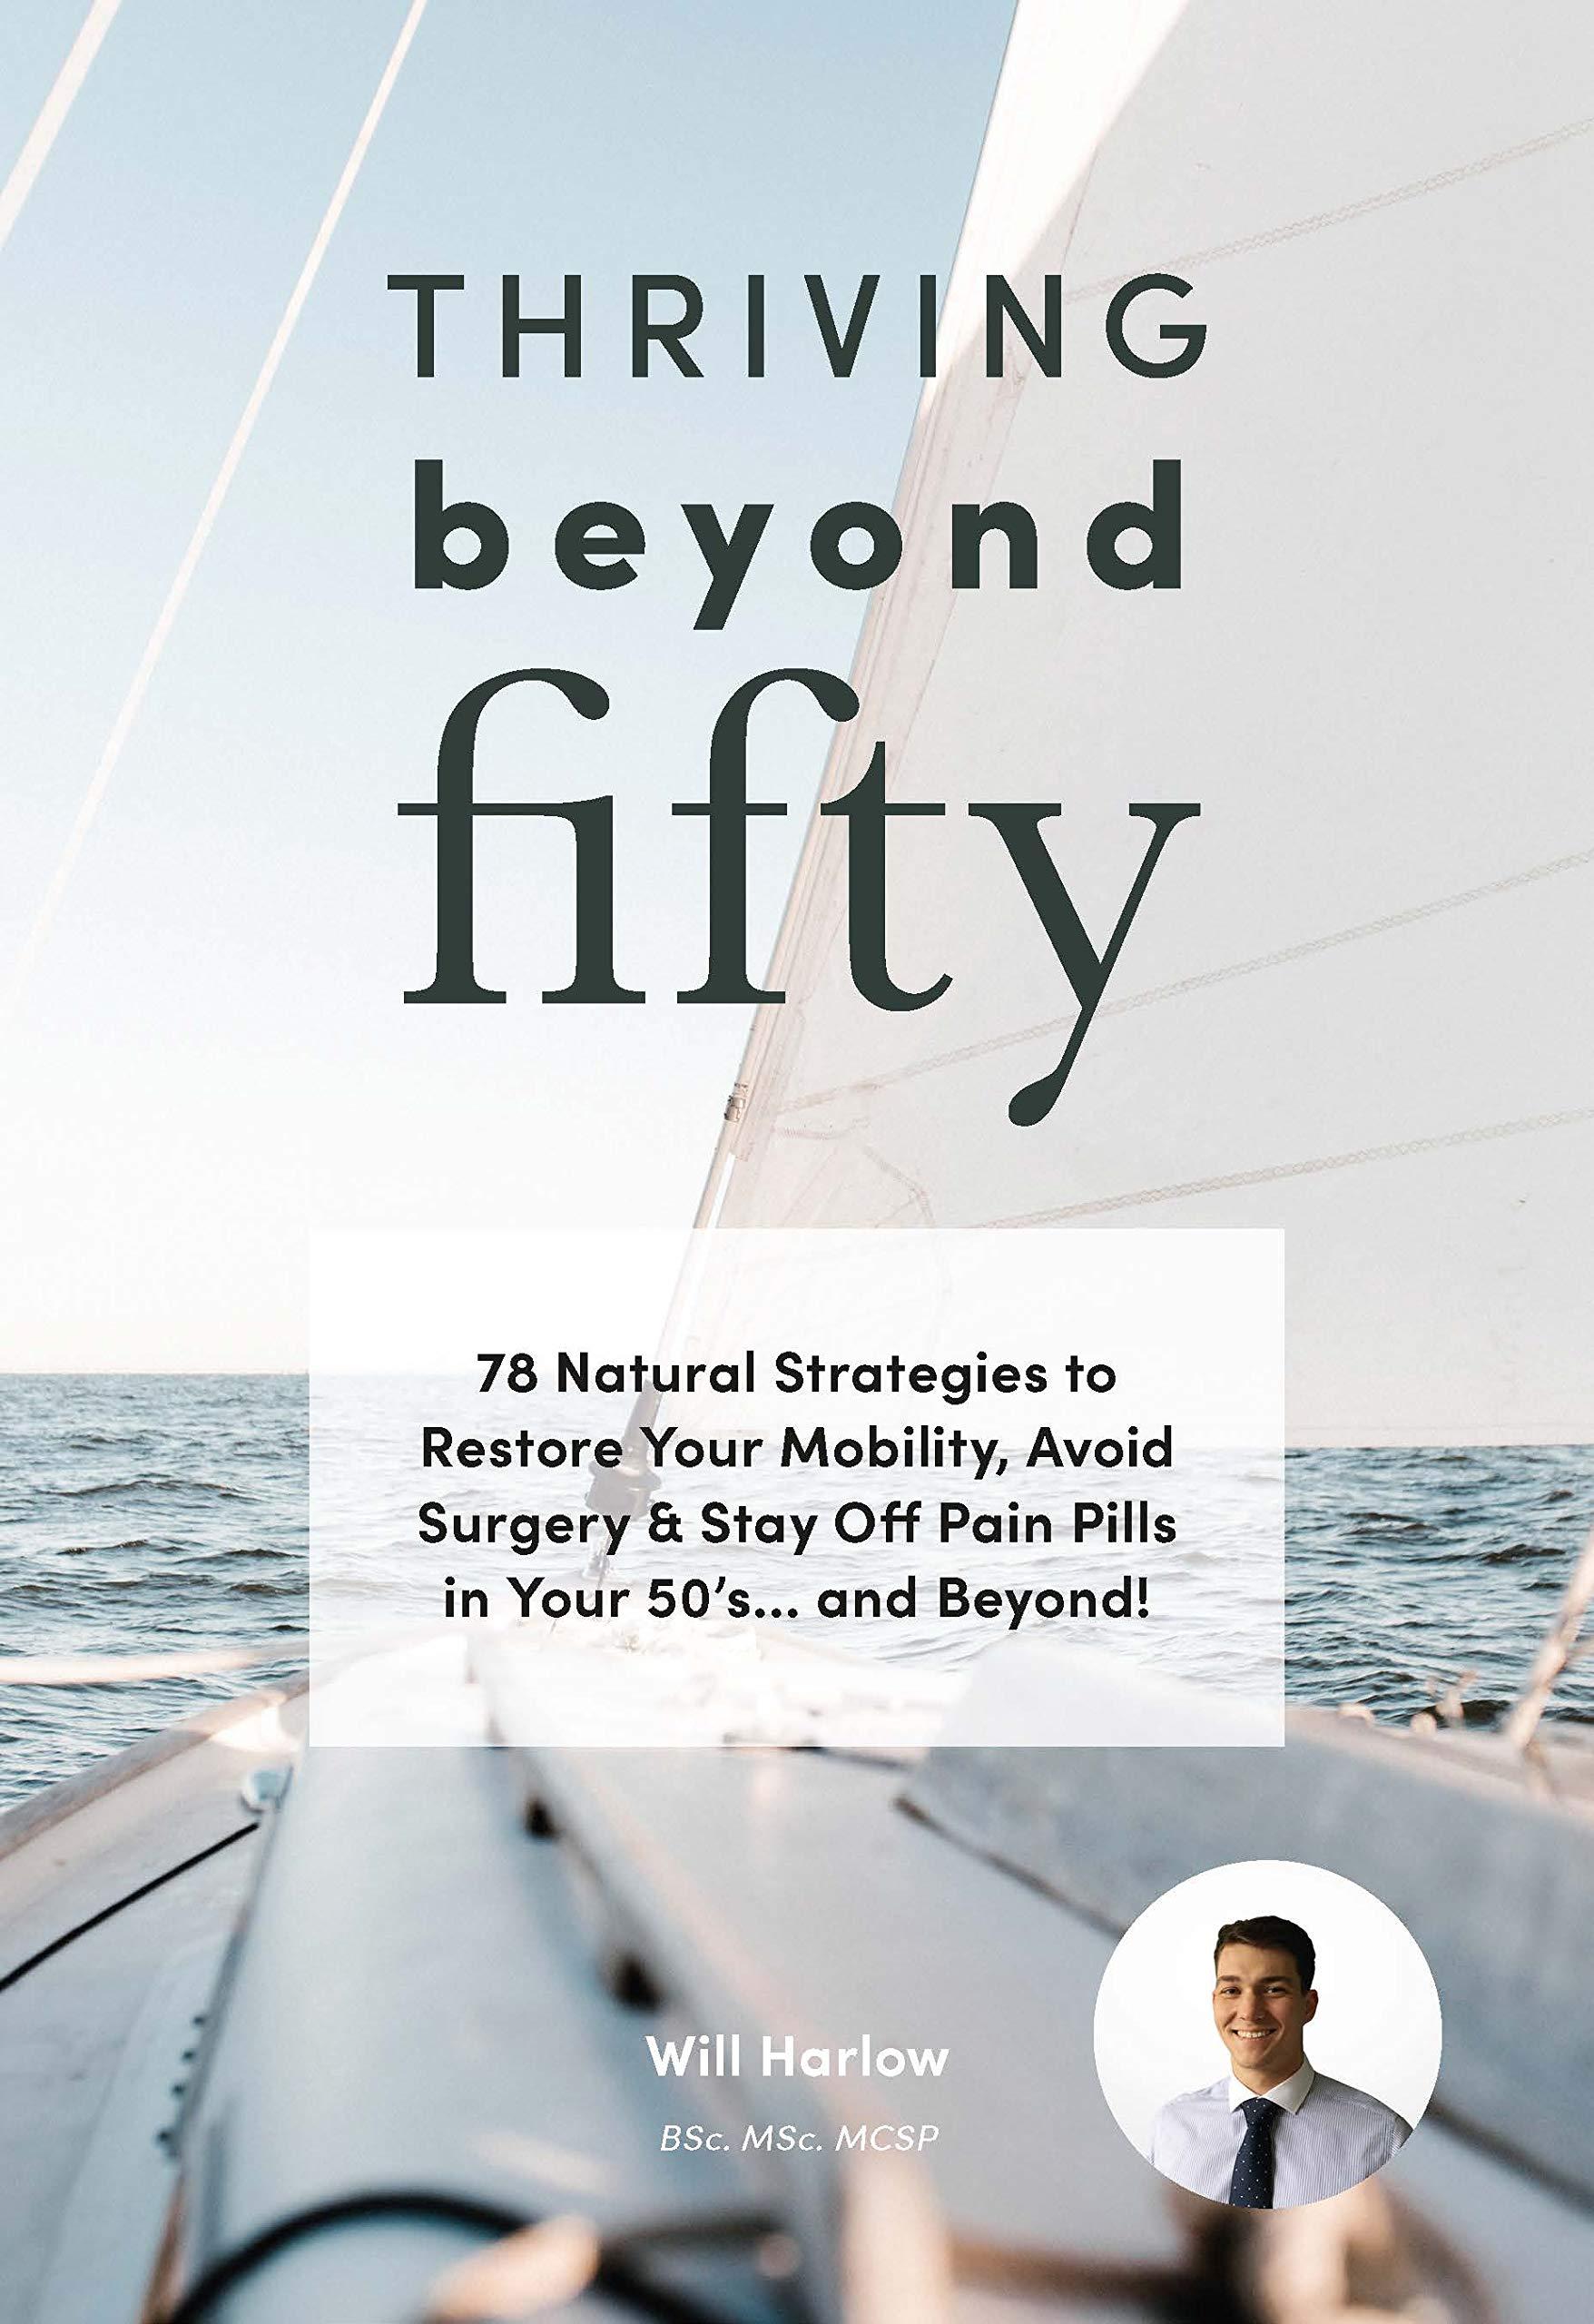 THRIVING
beyond
fifty
78 Natural Strategies to
Restore Your Mobility, Avoid
Surgery & Stay Off Pain Pills
in Your 50’s... and Beyond!
Will Harlow
BSc. MSc. MCSP